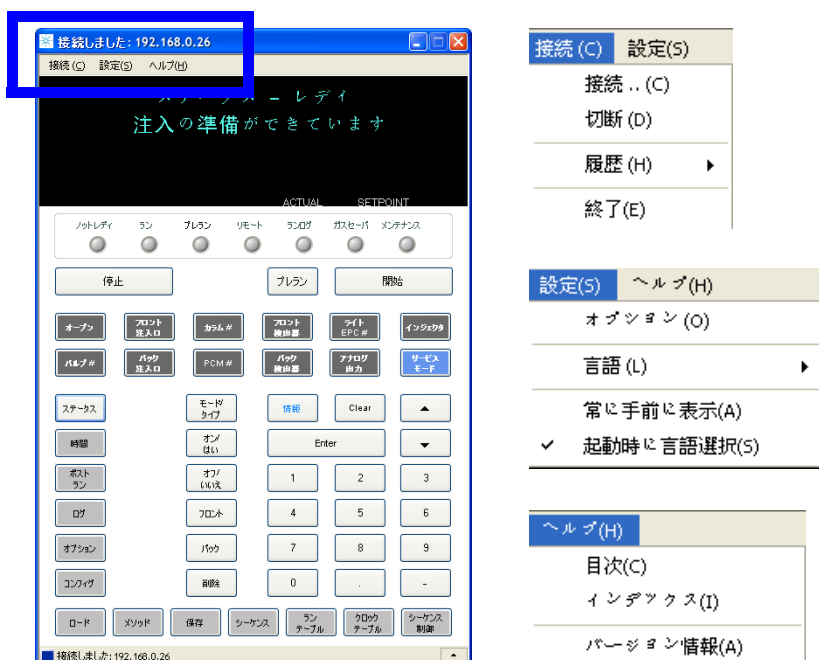 接続しました: 192.168.0.26
接続(C) 設定(S) ヘルプ(H)
ステータス - レディ
注入の準備ができています
ACTUAL SETPOINT
ノットレディ ラン プレラン リモート ランログ ガスセーバ メンテナンス
停止 プレラン 開始
オーブン フロント注入口 カラム# フロント検出器 ライトEPC # インジェクタ
バルブ# バック注入口 PCM # バック検出器 アナログ出力 サービスモード
ステータス モード/タイプ 情報 Clear ▲
時間 オン/はい Enter ▼
ポストラン オフ/いいえ 1 2 3
ログ フロント 4 5 6
オプション バック 7 8 9
コンフィグ 削除 0 . -
ロード メソッド 保存 シーケンス ランテーブル クロックテーブル シーケンス制御
接続しました: 192.168.0.26
接続(C) 設定(S)
接続..(C)
切断(D)
履歴(H)
終了(E)
設定(S) ヘルプ(H)
オプション(O)
言語(L)
常に手前に表示(A)
✓ 起動時に言語選択(S)
ヘルプ(H)
目次(C)
インデックス(I)
バージョン情報(A)